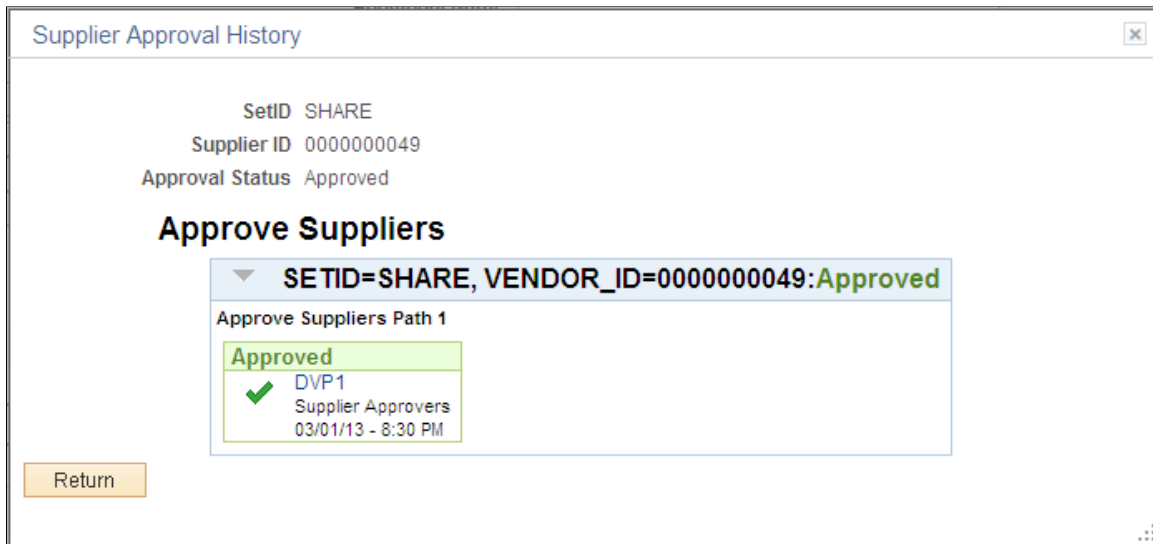 Supplier Approval History
SetID SHARE
Supplier ID 0000000049
Approval Status Approved
Approve Suppliers
SETID=SHARE, VENDOR_ID=0000000049:Approved
Approve Suppliers Path 1
Approved
DVP1
Supplier Approvers
03/01/13 - 8:30 PM
Return